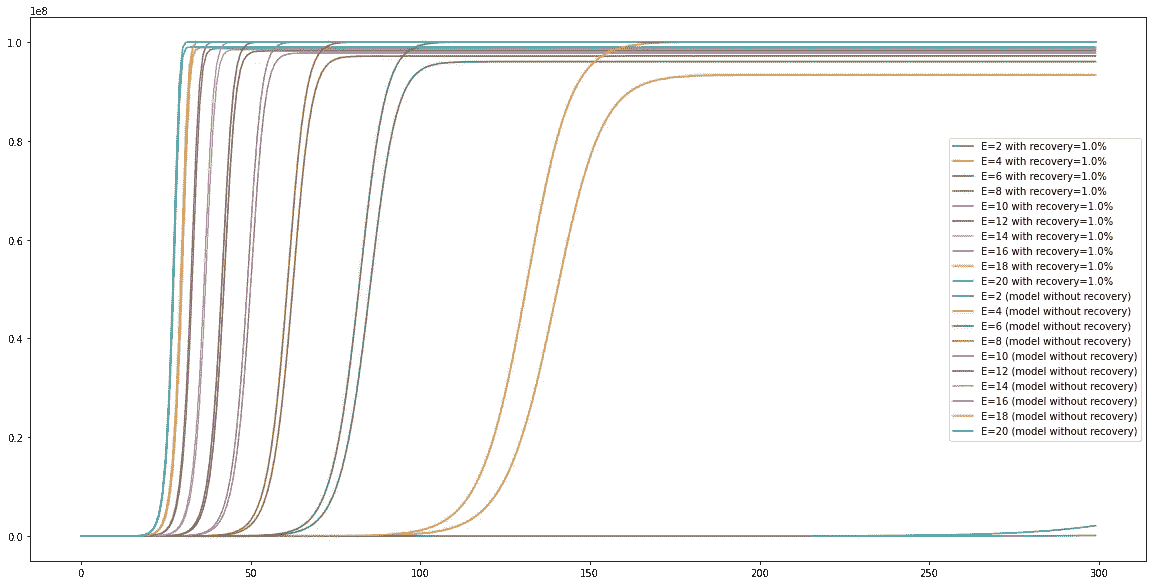 1e8
1.0
0.8
0.6
0.4
0.2
0.0
0
50
100
150
200
250
300
E=2 with recovery=1.0%
E=4 with recovery=1.0%
E=6 with recovery=1.0%
E=8 with recovery=1.0%
E=10 with recovery=1.0%
E=12 with recovery=1.0%
E=14 with recovery=1.0%
E=16 with recovery=1.0%
E=18 with recovery=1.0%
E=20 with recovery=1.0%
E=2 (model without recovery)
E=4 (model without recovery)
E=6 (model without recovery)
E=8 (model without recovery)
E=10 (model without recovery)
E=12 (model without recovery)
E=14 (model without recovery)
E=16 (model without recovery)
E=18 (model without recovery)
E=20 (model without recovery)